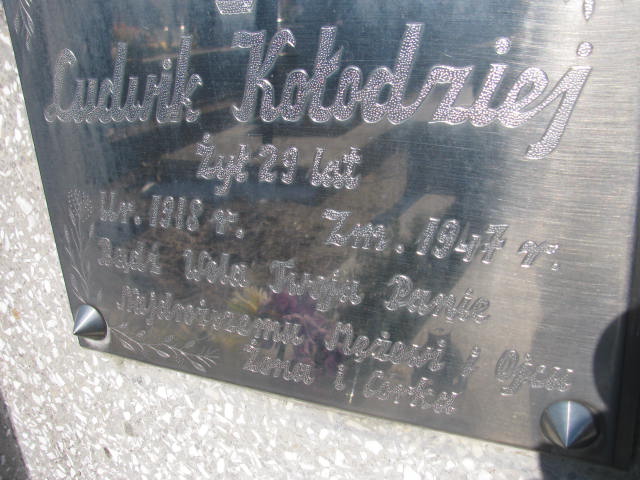 Ludwik Kołodziej
Żył 29 lat
Ur. 1918 r. Zm. 1947 r.
Bądź Wola Twoja Panie
Najdroższemu Mężowi i Ojcu
Żona i Córka